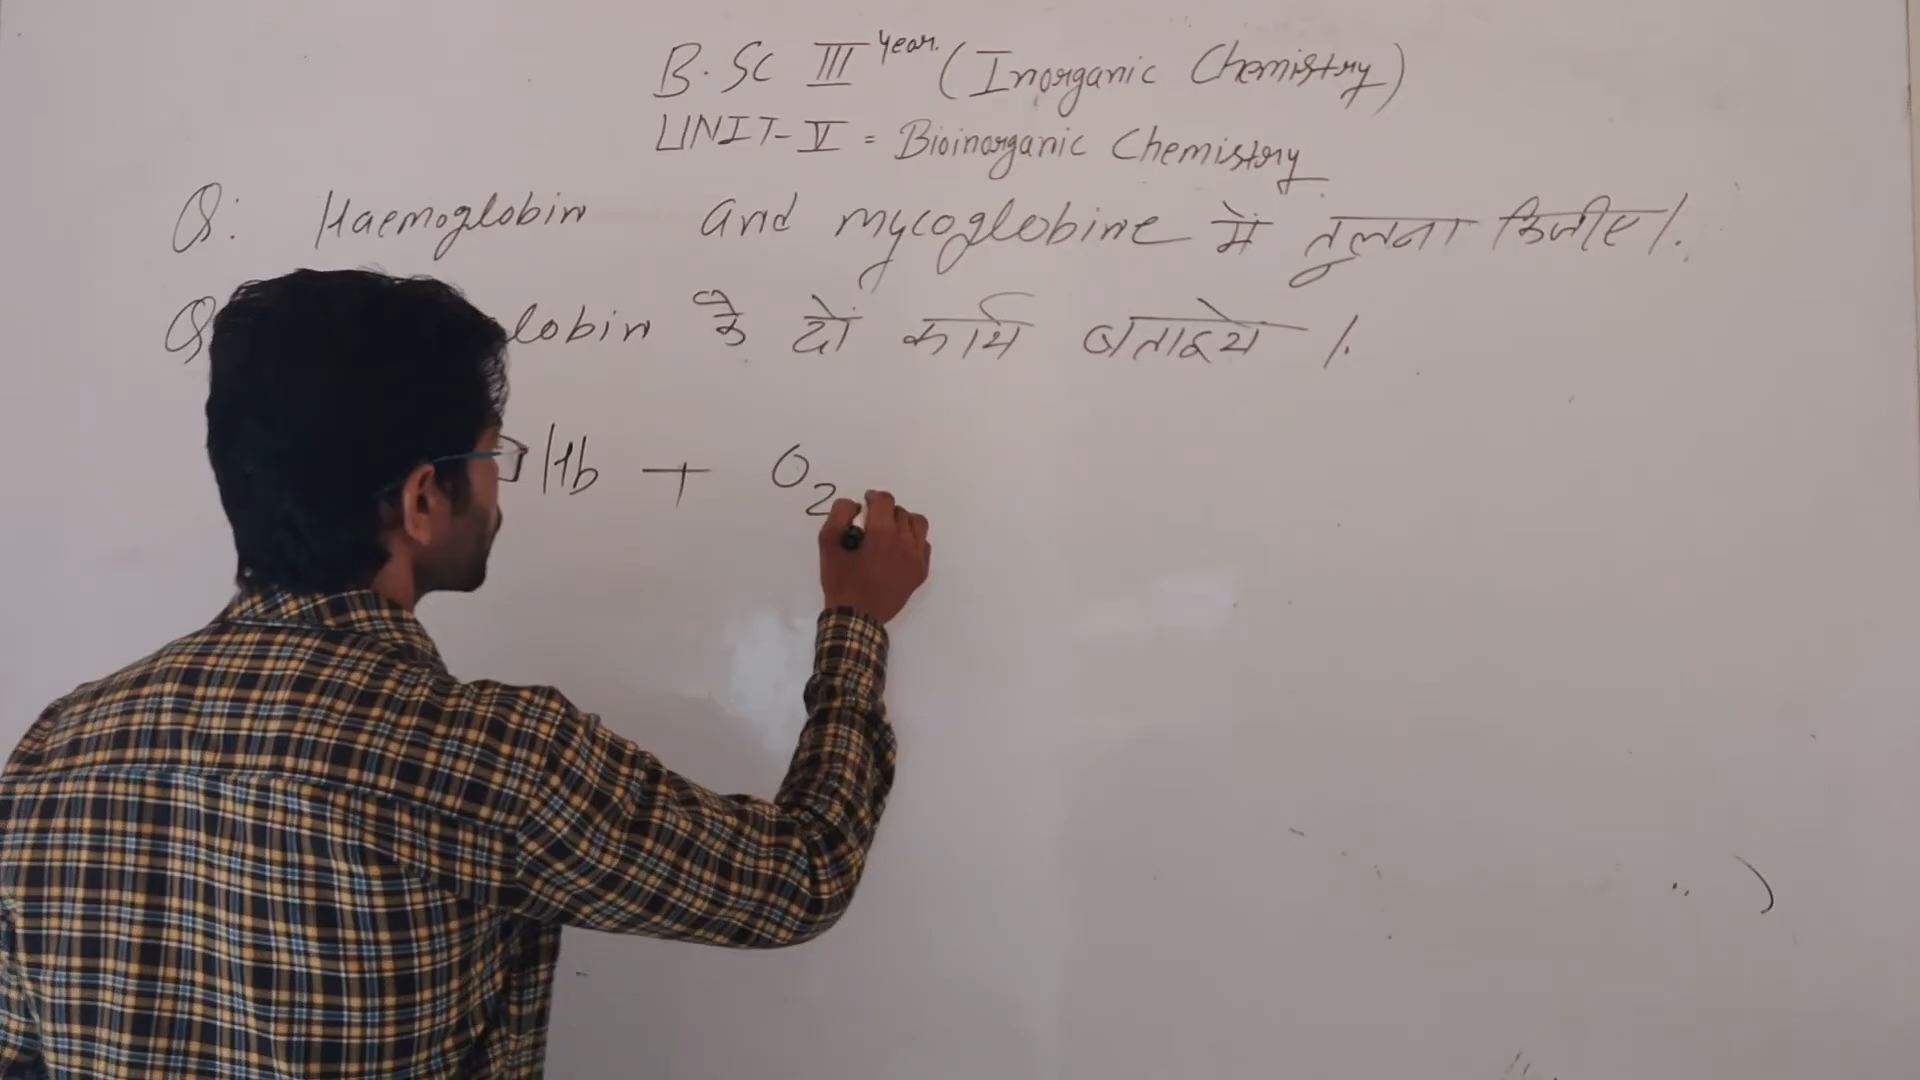 B.Sc III Year. (Inorganic Chemistry)
UNIT-V = Bioinorganic Chemistry
Q: Haemoglobin and mycoglobine में तुलना किजीए।.
Q lobin के दो कार्य बताइये ।.
Hb + O2